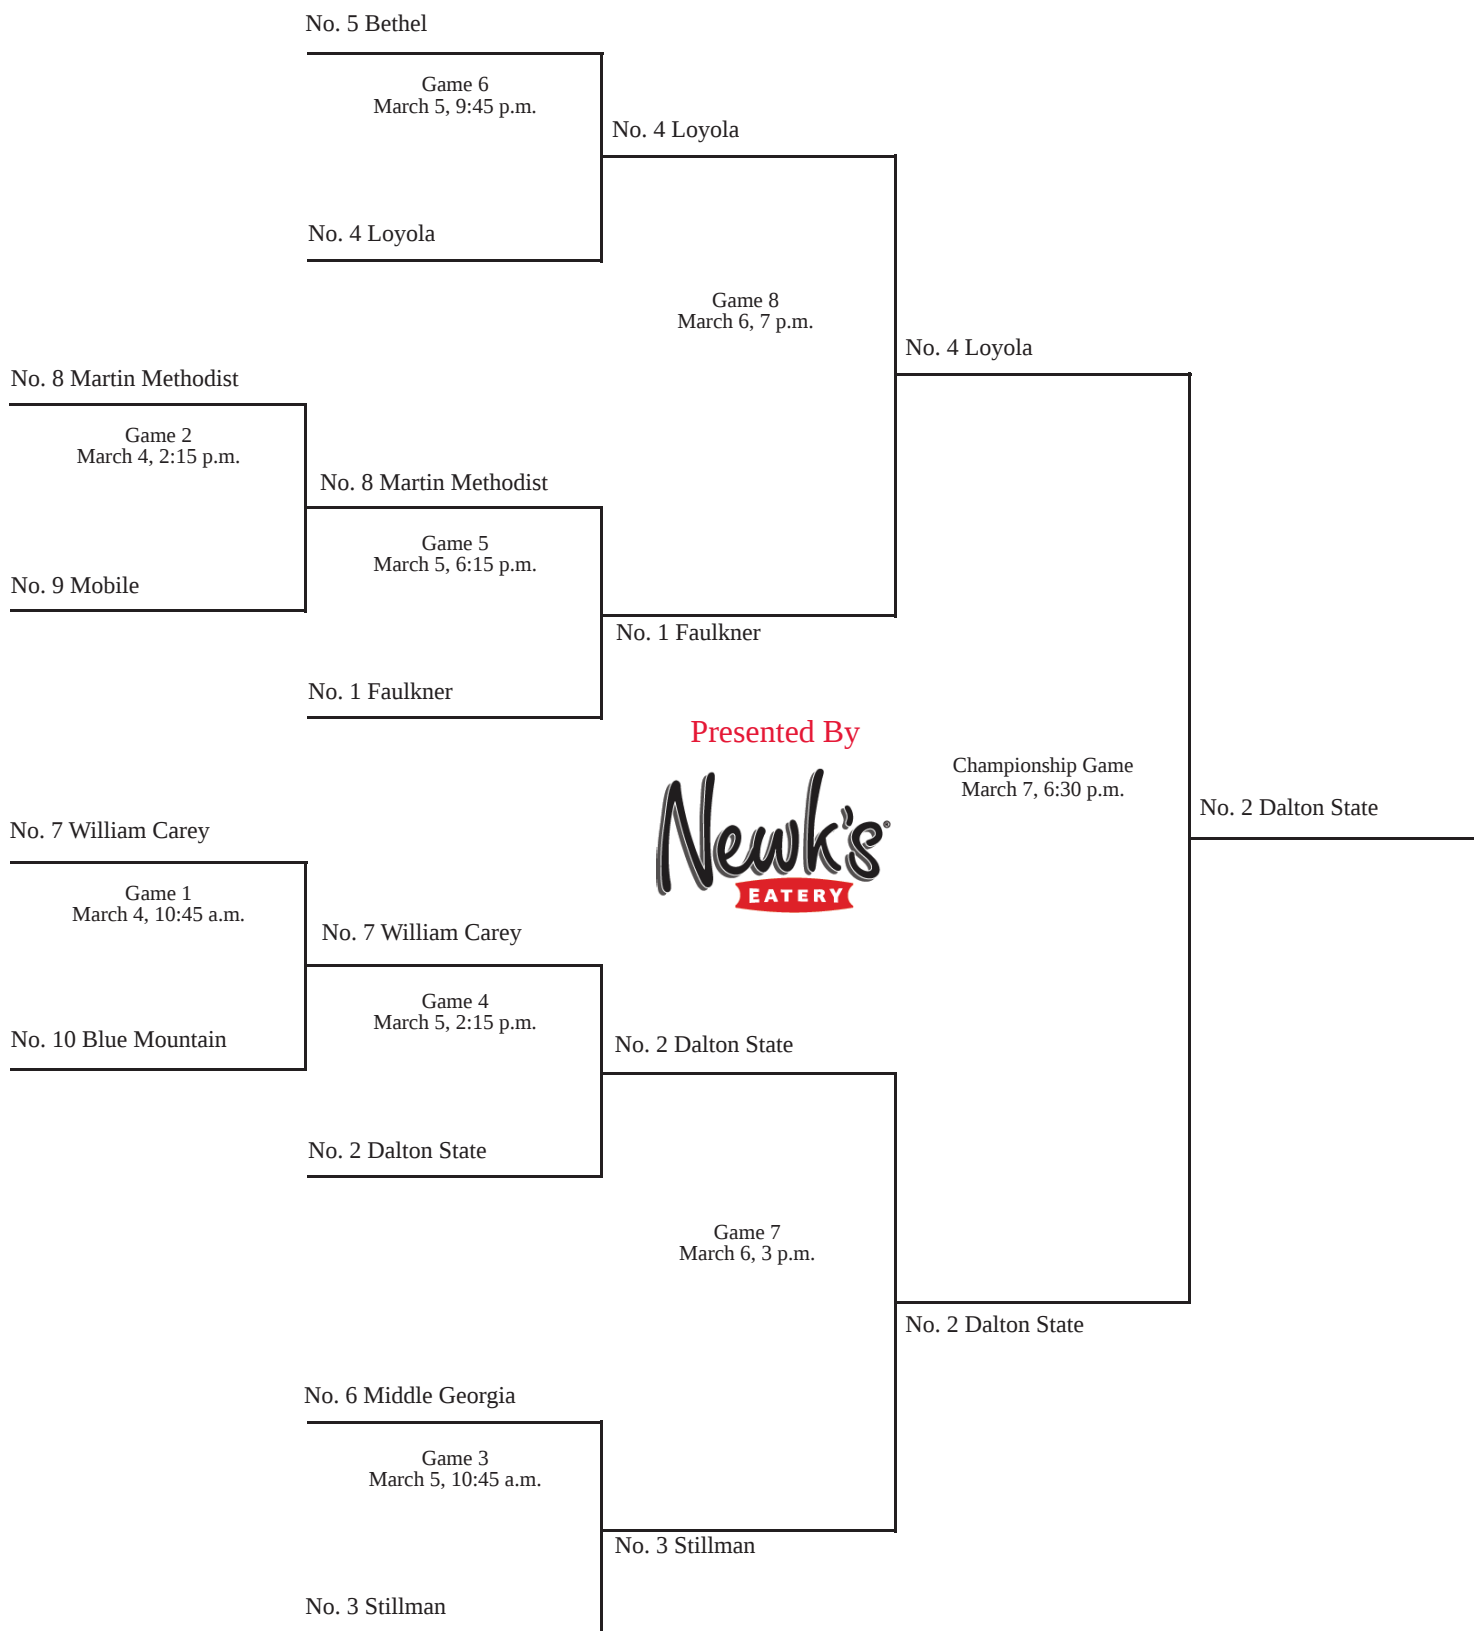 No. 5 Bethel
Game 6
March 5, 9:45 p.m.
No. 4 Loyola
No. 4 Loyola
Game 8
March 6, 7 p.m.
No. 4 Loyola
No. 8 Martin Methodist
Game 2
March 4, 2:15 p.m.
No. 8 Martin Methodist
Game 5
March 5, 6:15 p.m.
No. 9 Mobile
No. 1 Faulkner
No. 1 Faulkner
Presented By
Newk's®
EATERY
Championship Game
March 7, 6:30 p.m.
No. 2 Dalton State
No. 7 William Carey
Game 1
March 4, 10:45 a.m.
No. 7 William Carey
Game 4
March 5, 2:15 p.m.
No. 10 Blue Mountain
No. 2 Dalton State
No. 2 Dalton State
Game 7
March 6, 3 p.m.
No. 2 Dalton State
No. 6 Middle Georgia
Game 3
March 5, 10:45 a.m.
No. 3 Stillman
No. 3 Stillman